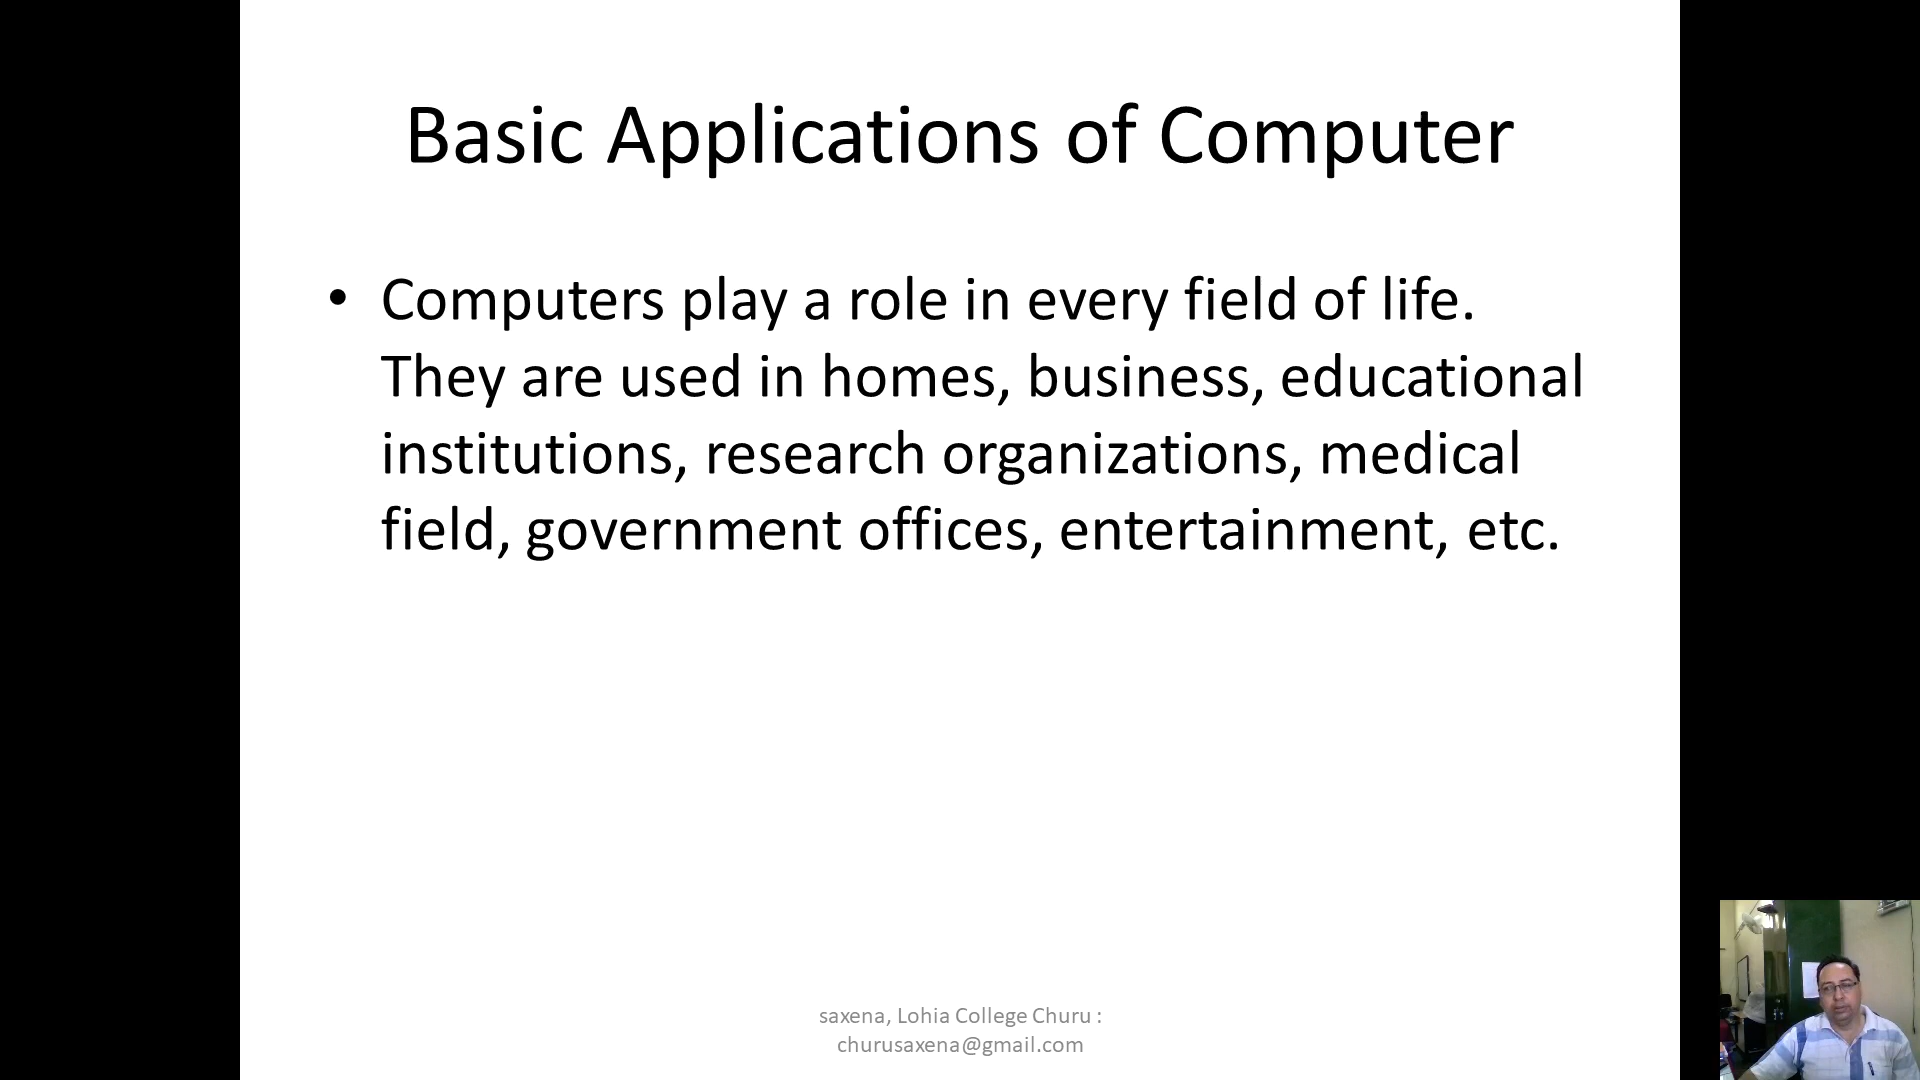 Basic Applications of Computer
• Computers play a role in every field of life.
They are used in homes, business, educational
institutions, research organizations, medical
field, government offices, entertainment, etc.
saxena, Lohia College Churu :
churusaxena@gmail.com